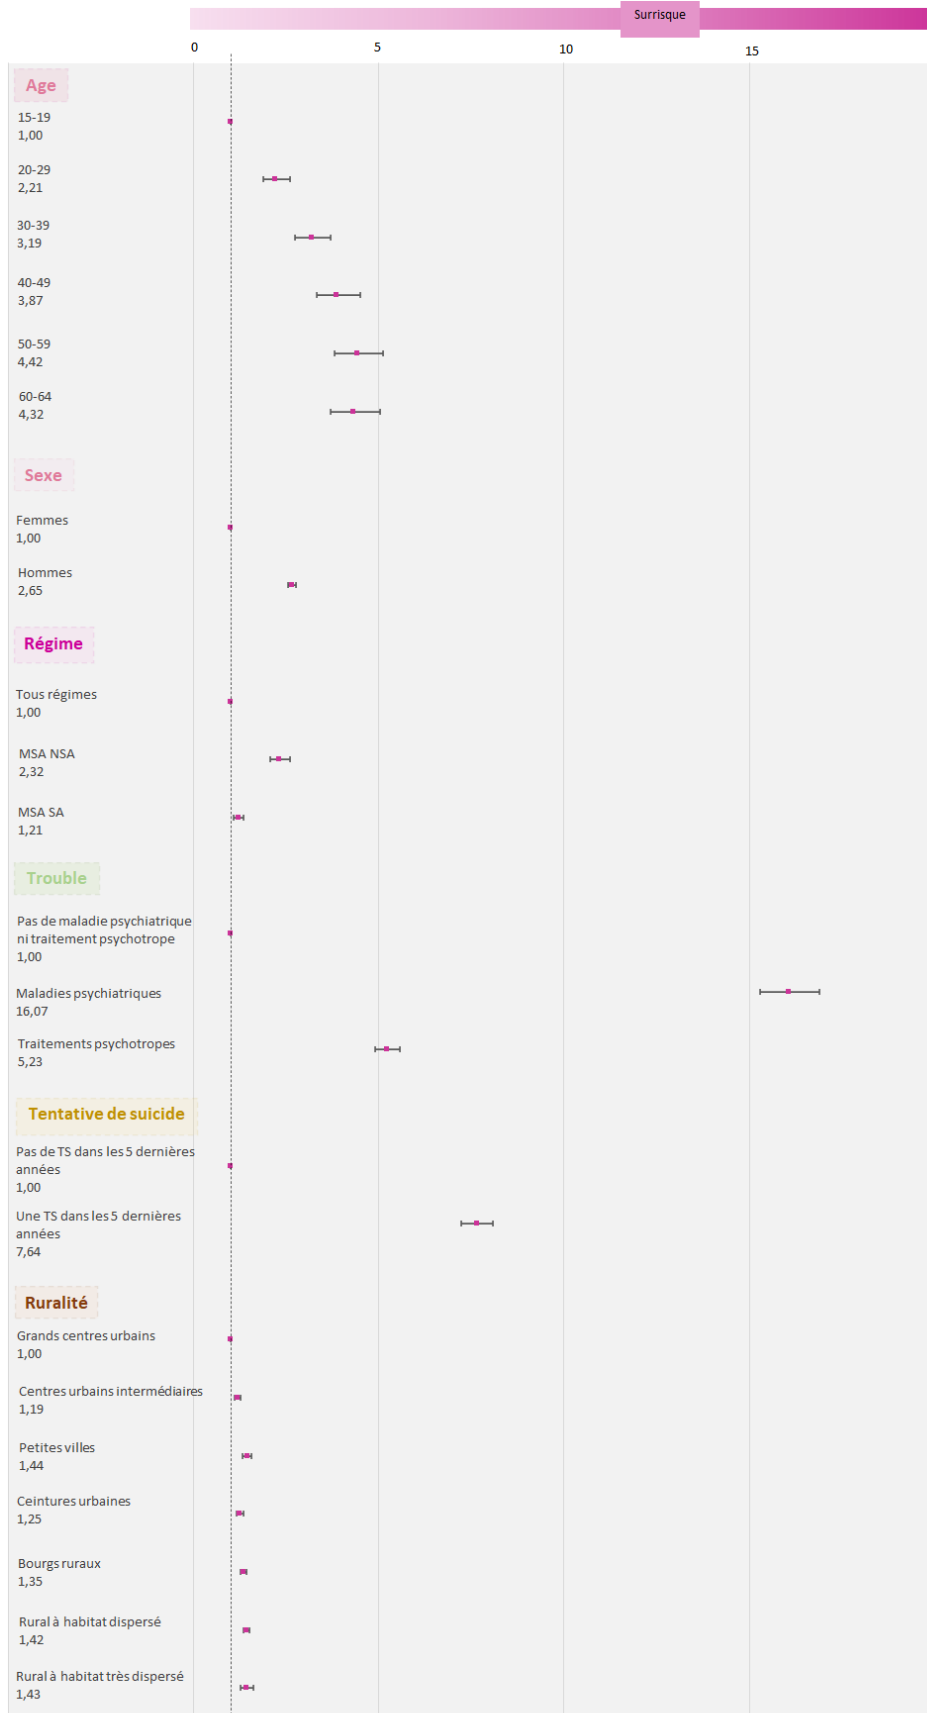 Surrisque
0 5 10 15
Age
15-19
1,00
20-29
2,21
30-39
3,19
40-49
3,87
50-59
4,42
60-64
4,32
Sexe
Femmes
1,00
Hommes
2,65
Régime
Tous régimes
1,00
MSA NSA
2,32
MSA SA
1,21
Trouble
Pas de maladie psychiatrique
ni traitement psychotrope
1,00
Maladies psychiatriques
16,07
Traitements psychotropes
5,23
Tentative de suicide
Pas de TS dans les 5 dernières
années
1,00
Une TS dans les 5 dernières
années
7,64
Ruralité
Grands centres urbains
1,00
Centres urbains intermédiaires
1,19
Petites villes
1,44
Ceintures urbaines
1,25
Bourgs ruraux
1,35
Rural à habitat dispersé
1,42
Rural à habitat très dispersé
1,43